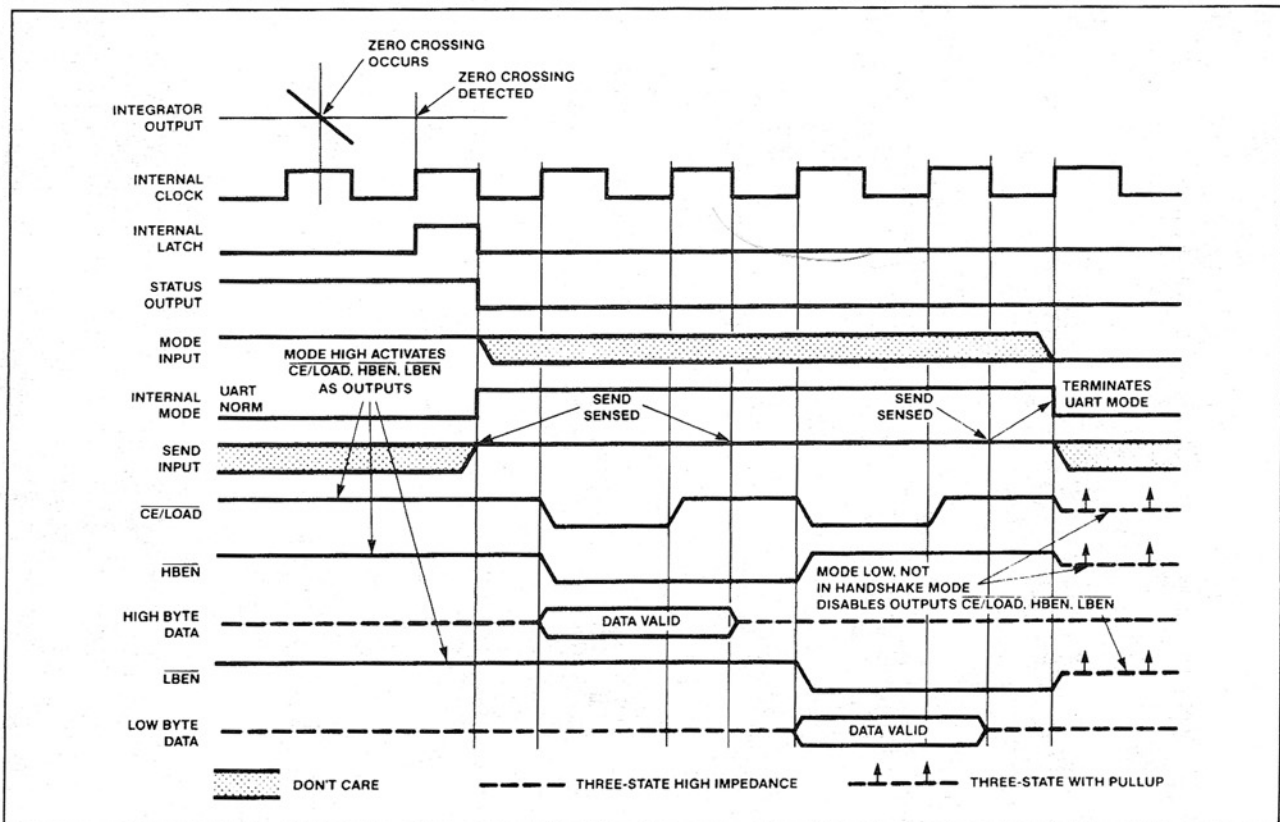 ZERO CROSSING
OCCURS
ZERO CROSSING
DETECTED
INTEGRATOR
OUTPUT
INTERNAL
CLOCK
INTERNAL
LATCH
STATUS
OUTPUT
MODE
INPUT
MODE HIGH ACTIVATES
CE/LOAD, HBEN, LBEN
AS OUTPUTS
INTERNAL
MODE
UART
NORM
SEND
SENSED
SEND
SENSED
TERMINATES
UART MODE
SEND
INPUT
CE/LOAD
HBEN
MODE LOW, NOT
IN HANDSHAKE MODE
DISABLES OUTPUTS CE/LOAD, HBEN, LBEN
HIGH BYTE
DATA
DATA VALID
LBEN
LOW BYTE
DATA
DATA VALID
DON'T CARE
THREE-STATE HIGH IMPEDANCE
THREE-STATE WITH PULLUP